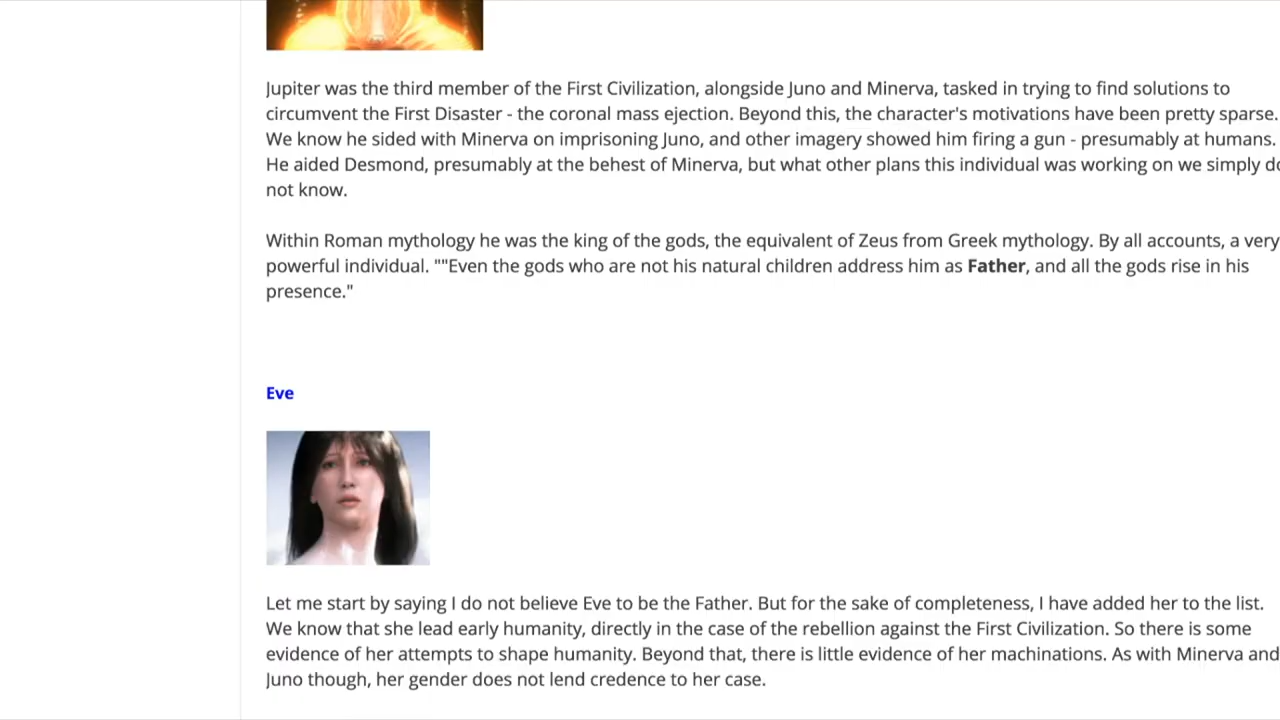 Jupiter was the third member of the First Civilization, alongside Juno and Minerva, tasked in trying to find solutions to
circumvent the First Disaster - the coronal mass ejection. Beyond this, the character's motivations have been pretty sparse.
We know he sided with Minerva on imprisoning Juno, and other imagery showed him firing a gun - presumably at humans.
He aided Desmond, presumably at the behest of Minerva, but what other plans this individual was working on we simply do
not know.
Within Roman mythology he was the king of the gods, the equivalent of Zeus from Greek mythology. By all accounts, a very
powerful individual. ""Even the gods who are not his natural children address him as Father, and all the gods rise in his
presence."
Eve
Let me start by saying I do not believe Eve to be the Father. But for the sake of completeness, I have added her to the list.
We know that she lead early humanity, directly in the case of the rebellion against the First Civilization. So there is some
evidence of her attempts to shape humanity. Beyond that, there is little evidence of her machinations. As with Minerva and
Juno though, her gender does not lend credence to her case.